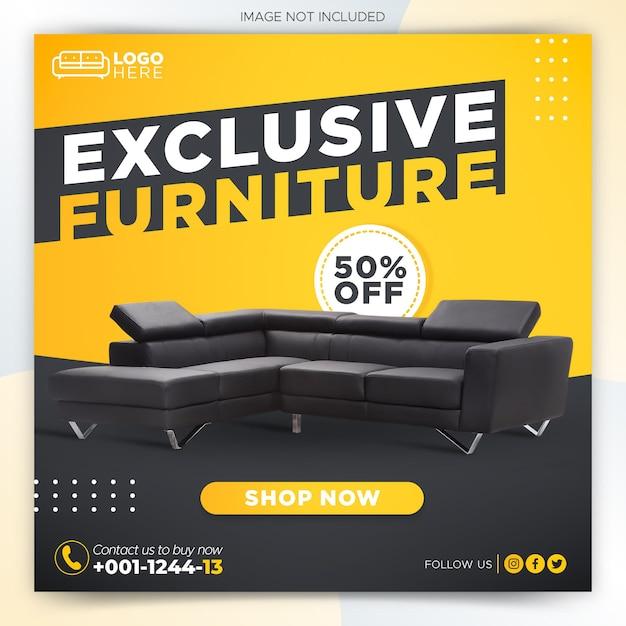 IMAGE NOT INCLUDED
LOGO
HERE
EXCLUSIVE
FURNITURE
50%
OFF
SHOP NOW
Contact us to buy now
+001-1244-13
FOLLOW US